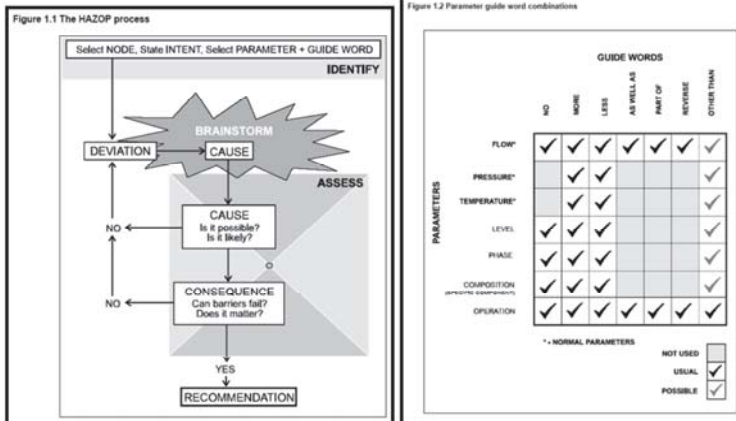 Figure 1.1 The HAZOP process
Select NODE, State INTENT, Select PARAMETER + GUIDE WORD
IDENTIFY
BRAINSTORM
DEVIATION
CAUSE
ASSESS
CAUSE
Is it possible?
Is it likely?
NO
CONSEQUENCE
Can barriers fail?
Does it matter?
NO
YES
RECOMMENDATION
Figure 1.2 Parameter guide word combinations
GUIDE WORDS
NO
MORE
LESS
AS WELL AS
PART OF
REVERSE
OTHER THAN
PARAMETERS
FLOW*
PRESSURE*
TEMPERATURE*
LEVEL
PHASE
COMPOSITION
OPERATION
* = NORMAL PARAMETERS
NOT USED
USUAL
POSSIBLE